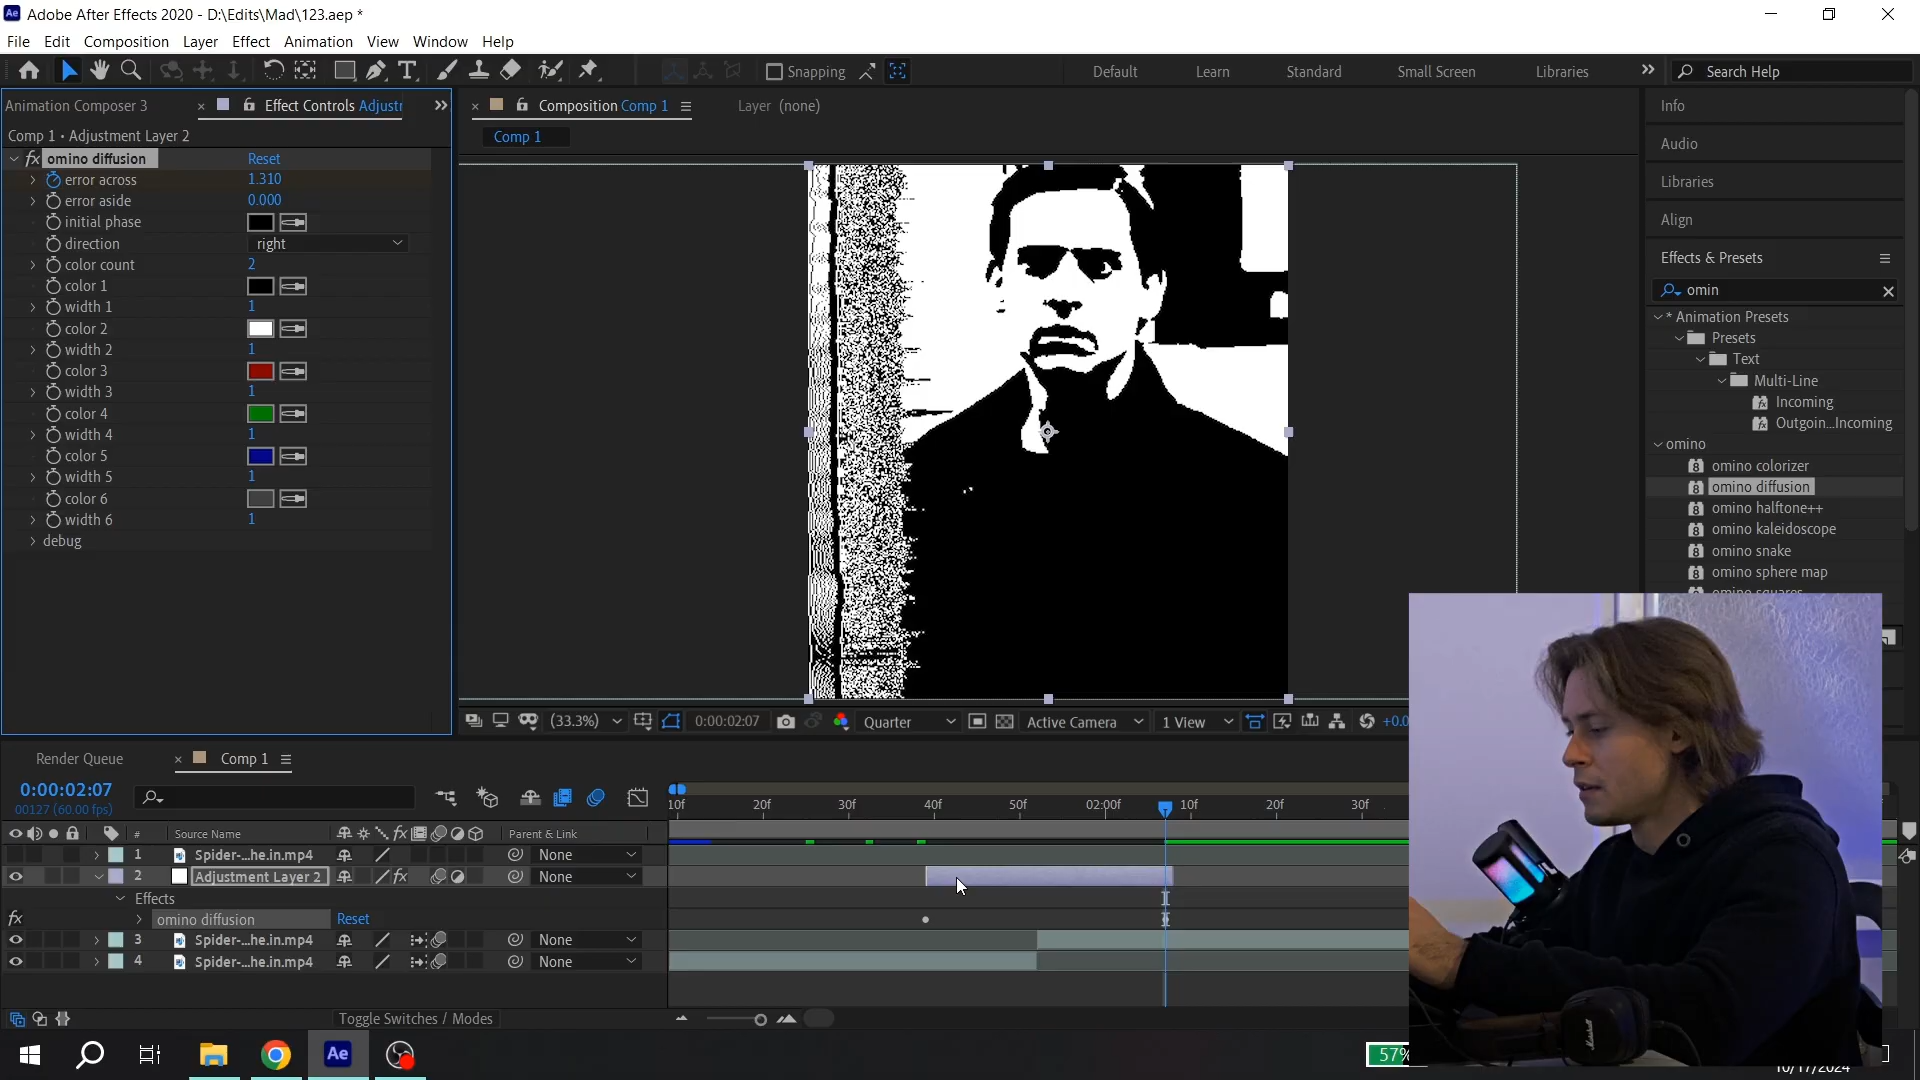 Adobe After Effects 2020 - D:\Edits\Mad\123.aep *
File Edit Composition Layer Effect Animation View Window Help
Snapping Default Learn Standard Small Screen Libraries Search Help
Animation Composer 3 Effect Controls Adjustr
Composition Comp 1 Layer (none)
Info
Comp 1 • Adjustment Layer 2
Comp 1
omino diffusion Reset
error across 1.310
error aside 0.000
initial phase
direction right
color count 2
color 1
width 1 1
color 2
width 2 1
color 3
width 3 1
color 4
width 4 1
color 5
width 5 1
color 6
width 6 1
debug
Audio
Libraries
Align
Effects & Presets
omin
* Animation Presets
Presets
Text
Multi-Line
Incoming
Outgoin...Incoming
omino
omino colorizer
omino diffusion
omino halftone++
omino kaleidoscope
omino snake
omino sphere map
omino squares
(33.3%) 0:00:02:07 Quarter Active Camera 1 View +0.0
Render Queue Comp 1
0:00:02:07
00127 (60.00 fps)
10f 20f 30f 40f 50f 02:00f 10f 20f 30f
# Source Name Parent & Link
1 Spider-...he.in.mp4 None
2 Adjustment Layer 2 None
Effects
fx omino diffusion Reset
3 Spider-...he.in.mp4 None
4 Spider-...he.in.mp4 None
Toggle Switches / Modes
Ae
57%
10/17/2024